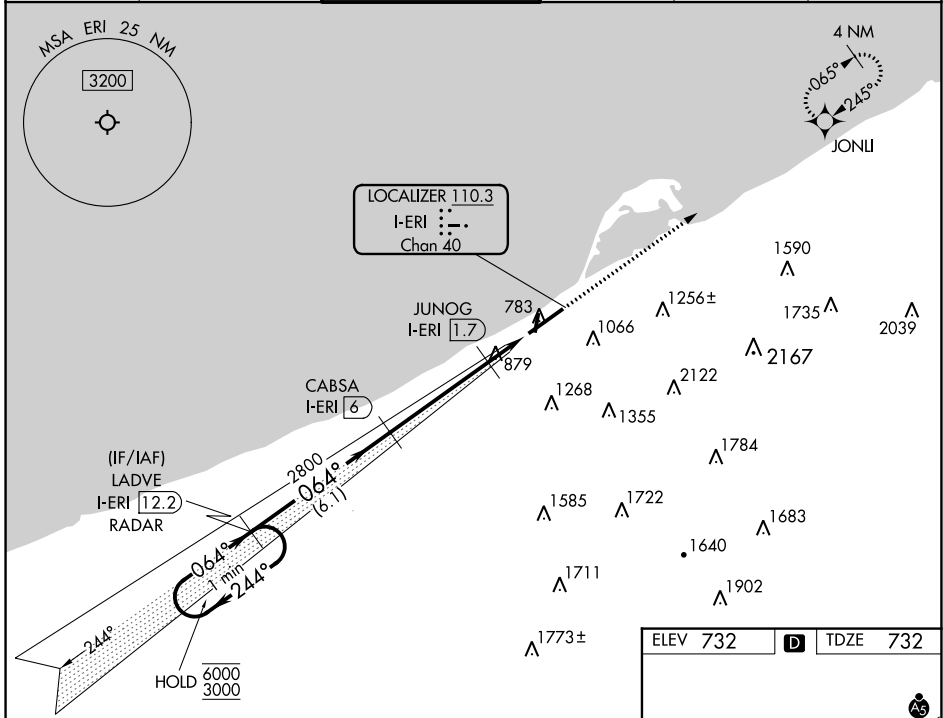 MSA ERI 25 NM
3200
4 NM
065°
245°
JONLI
LOCALIZER 110.3
I-ERI
Chan 40
1590
JUNOG
I-ERI 1.7
783
1256±
1735
2039
1066
879
2167
CABSA
I-ERI 6
1268
2122
1355
(IF/IAF)
LADVE
I-ERI 12.2
RADAR
2800
064°
(6.1)
1784
1585
1722
1683
064°
1 min
244°
1640
1711
1902
244°
1773±
HOLD 6000
3000
ELEV 732 D TDZE 732
A5